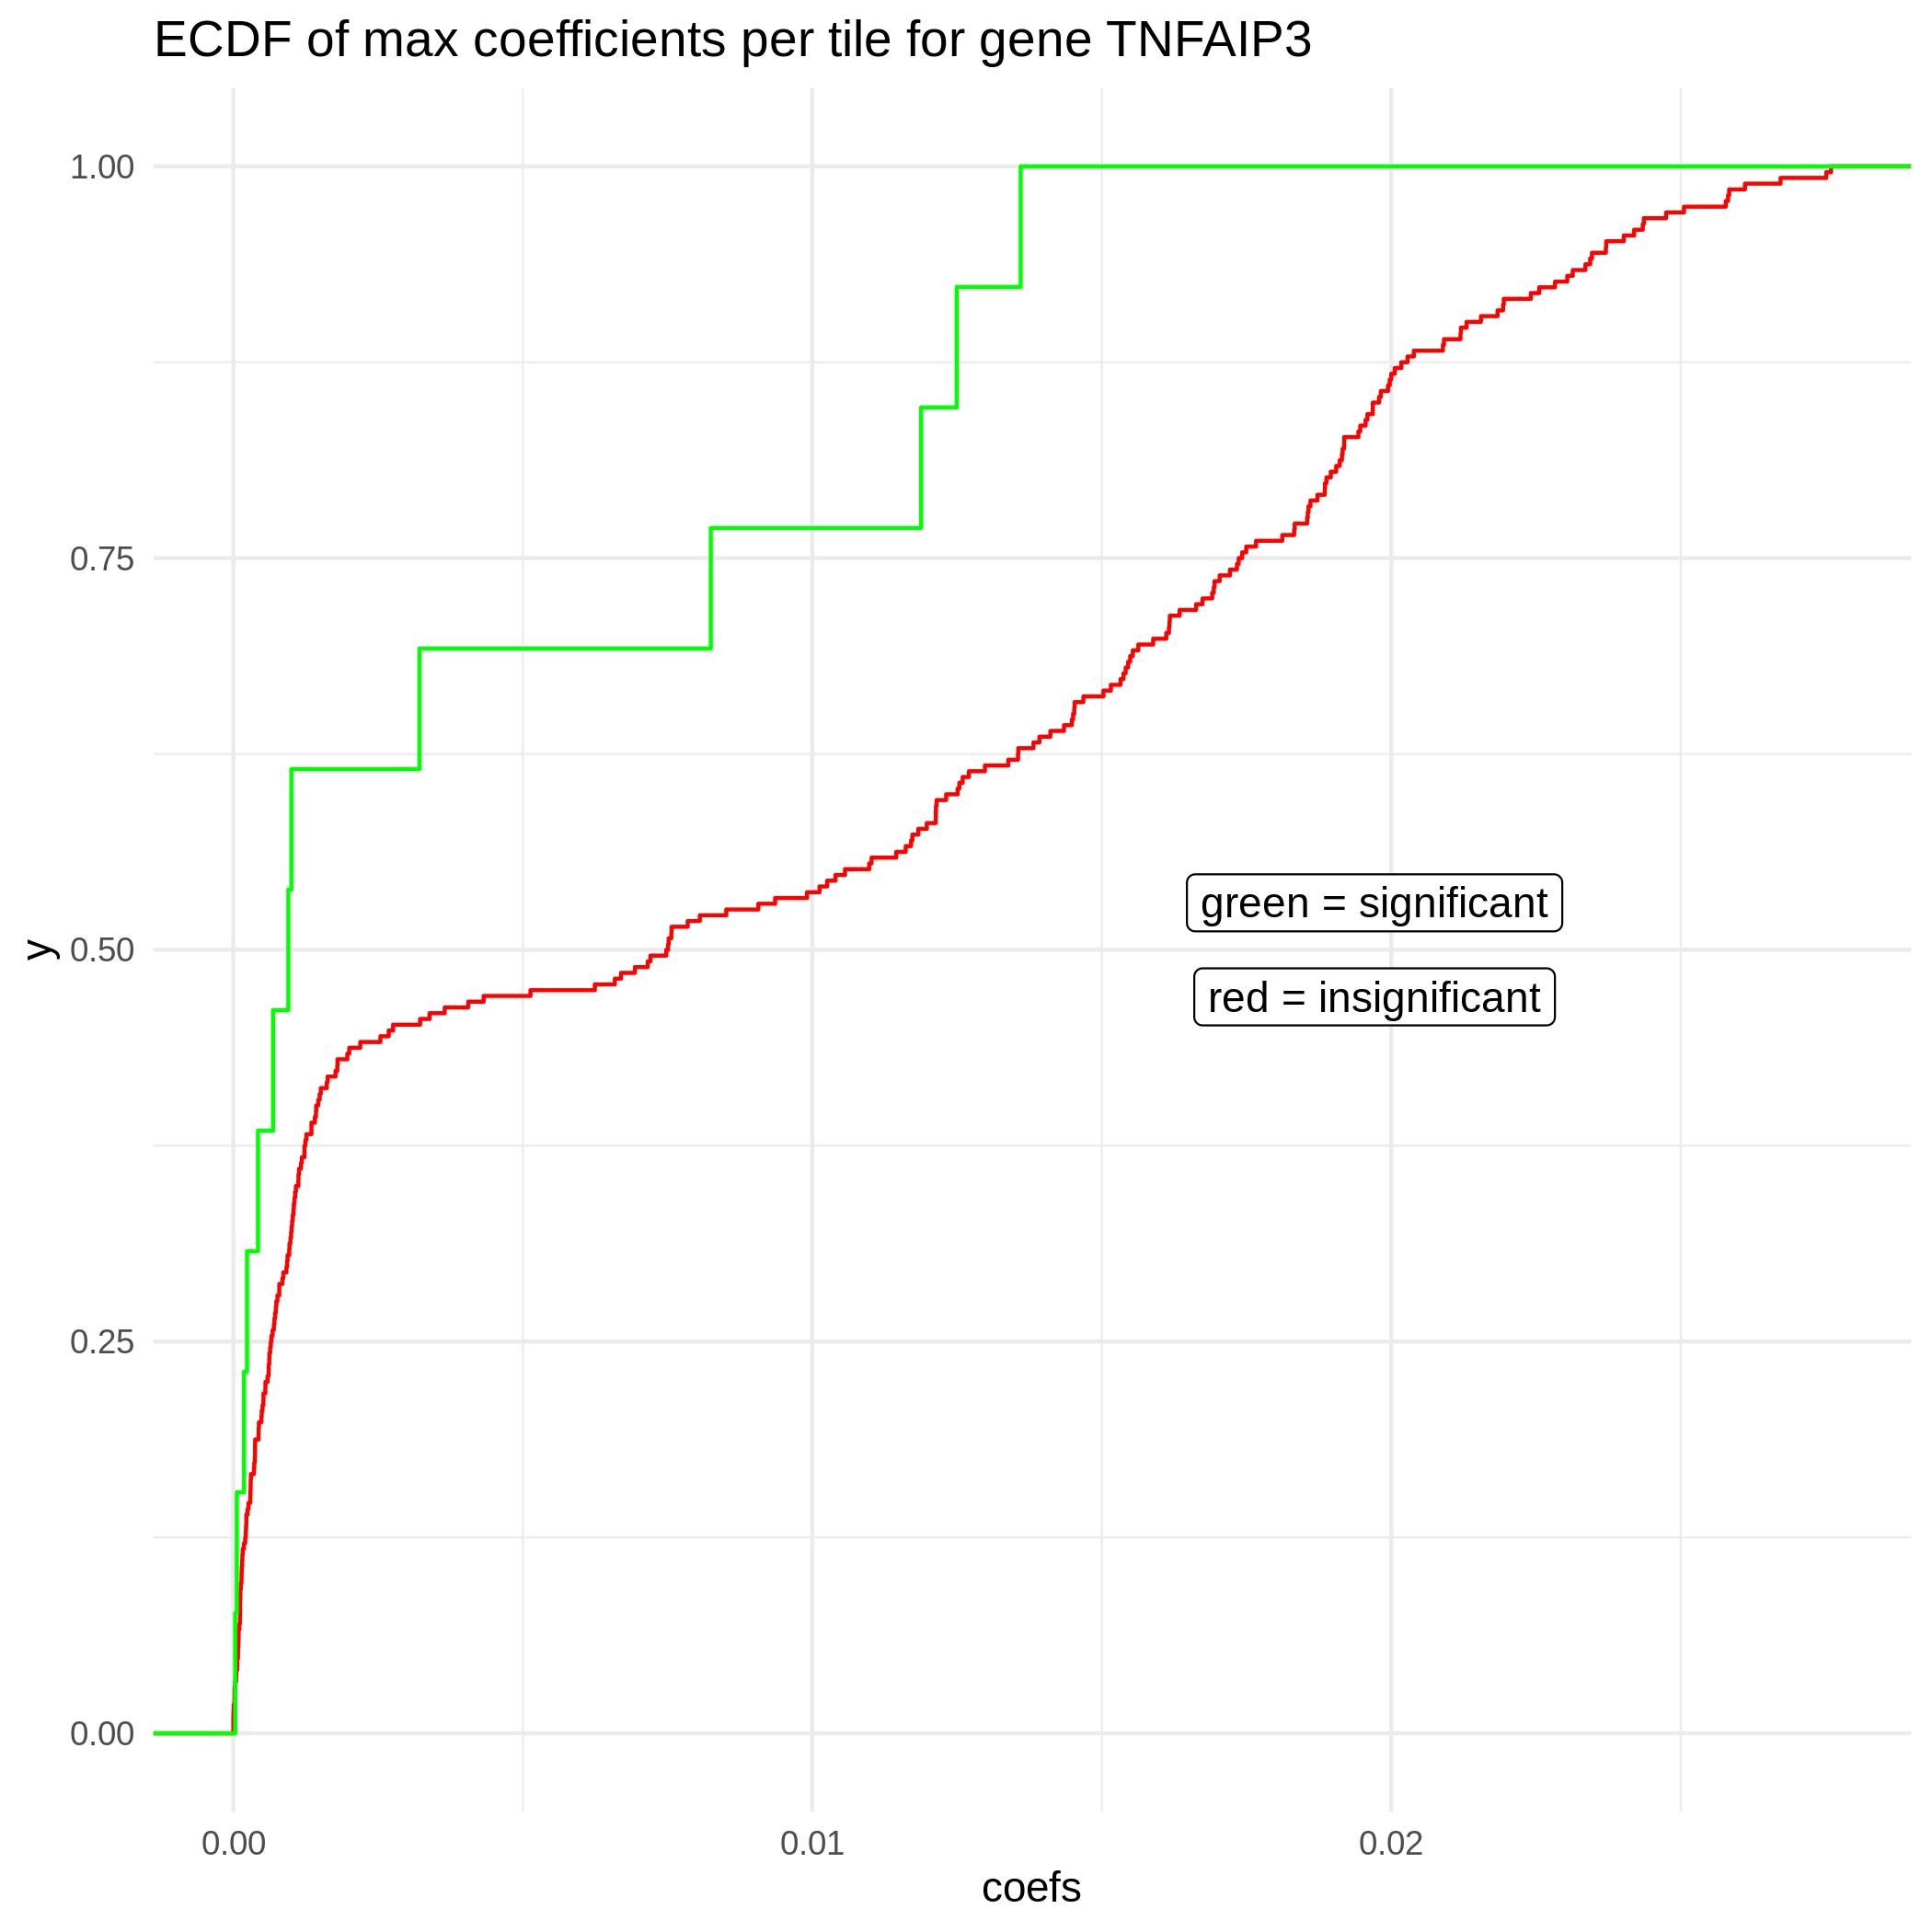 ECDF of max coefficients per tile for gene TNFAIP3
1.00
0.75
0.50
0.25
0.00
y
green = significant
red = insignificant
0.00 0.01 0.02
coefs